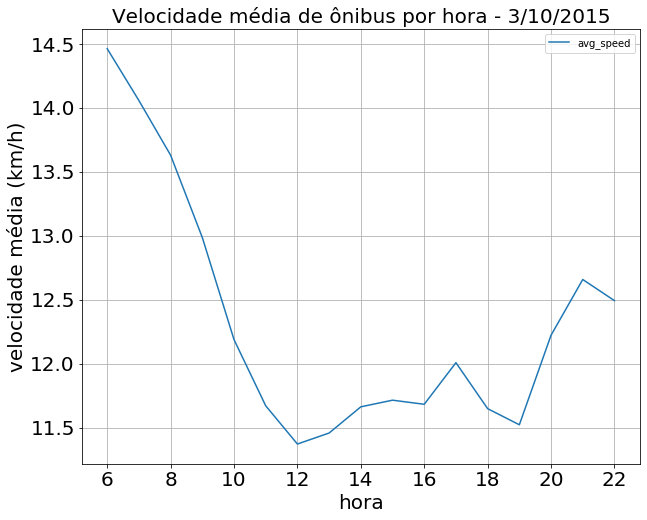 Velocidade média de ônibus por hora - 3/10/2015
avg_speed
velocidade média (km/h)
14.5
14.0
13.5
13.0
12.5
12.0
11.5
6 8 10 12 14 16 18 20 22
hora